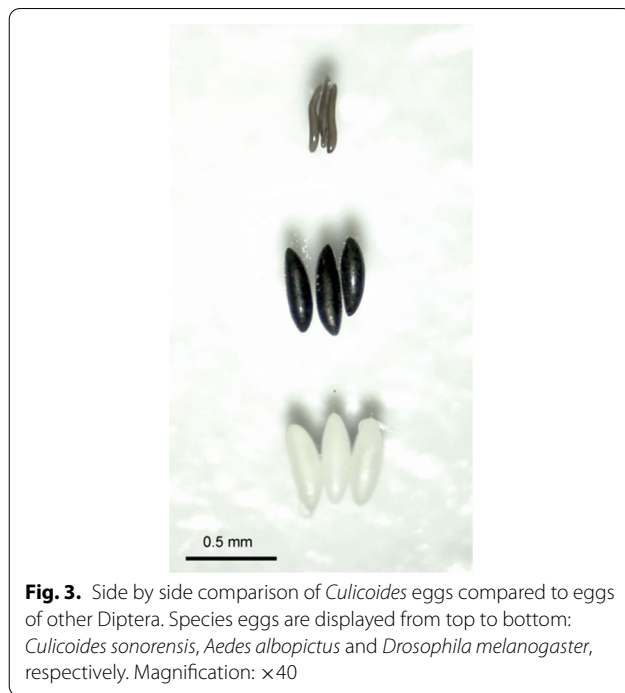 0.5 mm
Fig. 3. Side by side comparison of Culicoides eggs compared to eggs
of other Diptera. Species eggs are displayed from top to bottom:
Culicoides sonorensis, Aedes albopictus and Drosophila melanogaster,
respectively. Magnification: ×40